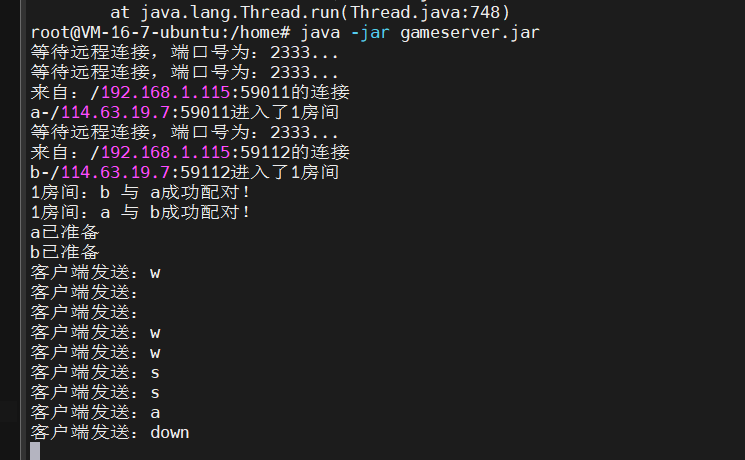 at java.lang.Thread.run(Thread.java:748)
root@VM-16-7-ubuntu:/home# java -jar gameserver.jar
等待远程连接，端口号为：2333...
等待远程连接，端口号为：2333...
来自：/192.168.1.115:59011的连接
a-/114.63.19.7:59011进入了1房间
等待远程连接，端口号为：2333...
来自：/192.168.1.115:59112的连接
b-/114.63.19.7:59112进入了1房间
1房间：b 与 a成功配对！
1房间：a 与 b成功配对！
a已准备
b已准备
客户端发送：w
客户端发送：
客户端发送：
客户端发送：w
客户端发送：w
客户端发送：s
客户端发送：s
客户端发送：a
客户端发送：down